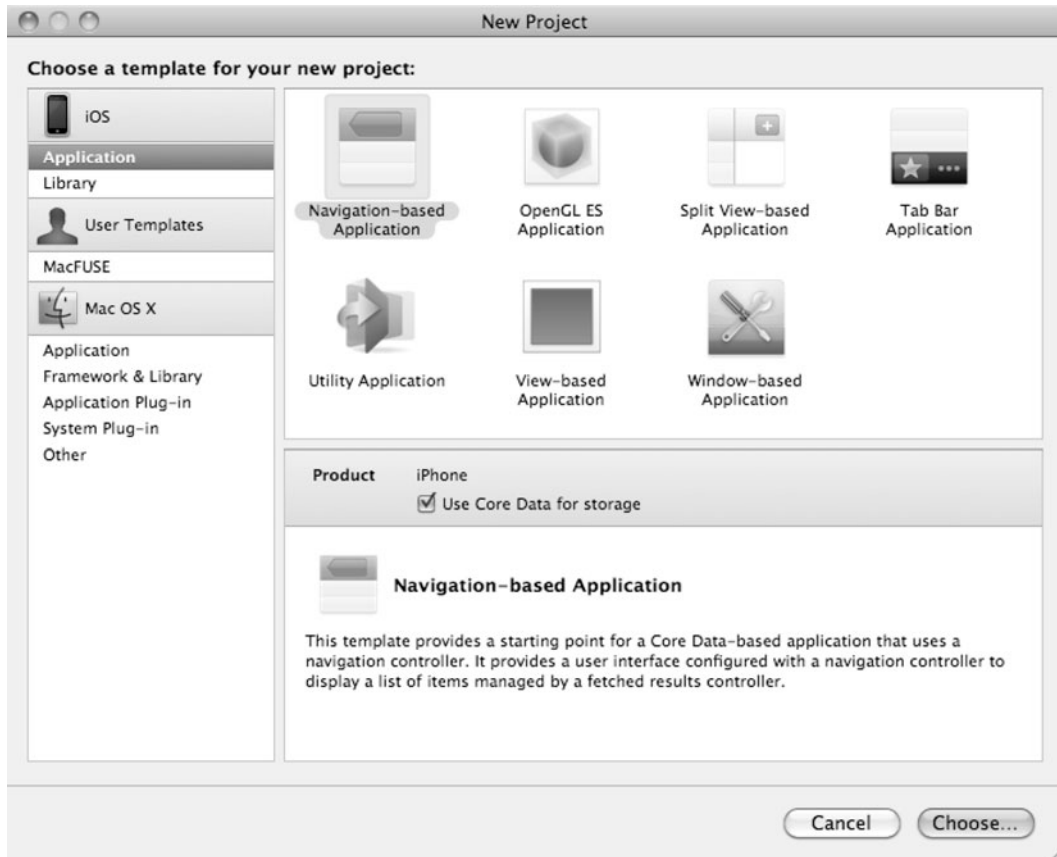 New Project
Choose a template for your new project:
iOS
Application
Library
User Templates
MacFUSE
Mac OS X
Application
Framework & Library
Application Plug-in
System Plug-in
Other
Navigation-based
Application
OpenGL ES
Application
Split View-based
Application
Tab Bar
Application
Utility Application
View-based
Application
Window-based
Application
Product iPhone
Use Core Data for storage
Navigation-based Application
This template provides a starting point for a Core Data-based application that uses a
navigation controller. It provides a user interface configured with a navigation controller to
display a list of items managed by a fetched results controller.
Cancel
Choose...